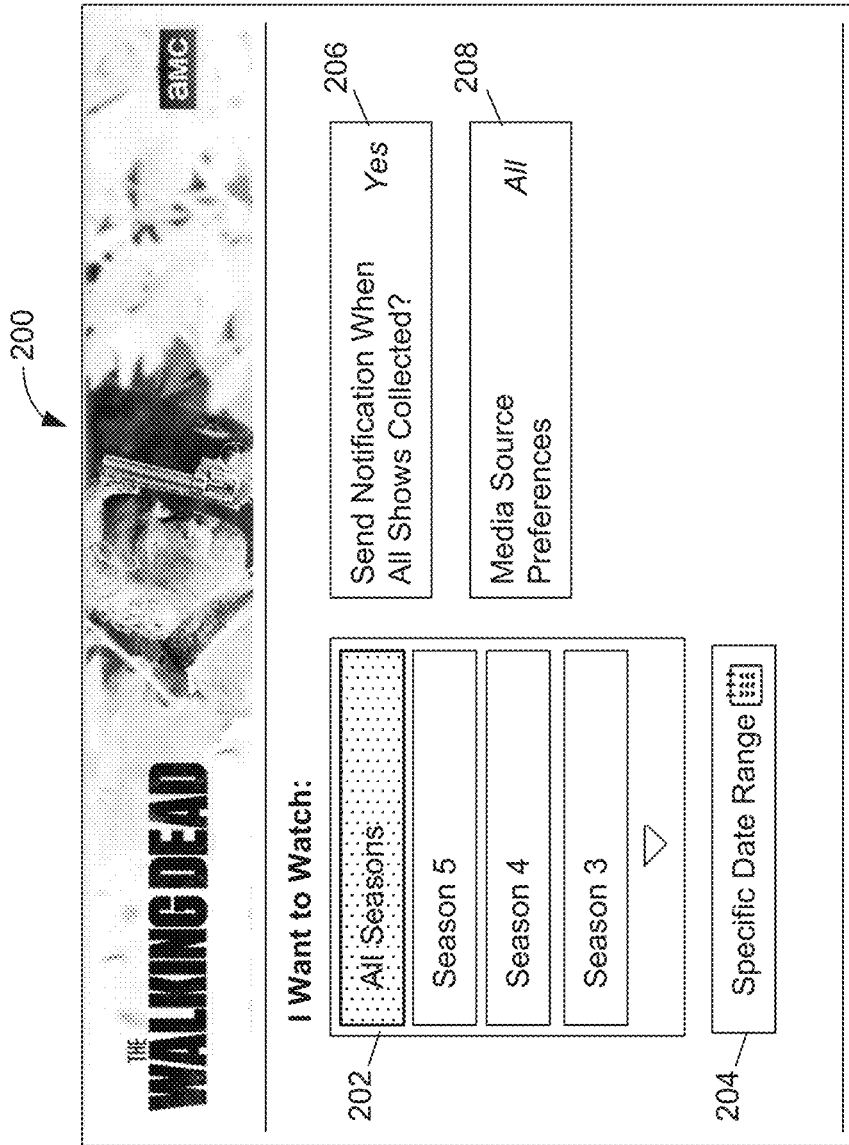 200
THE
WALKING DEAD
aMC
I Want to Watch:
202
All Seasons
Season 5
Season 4
Season 3
204
Specific Date Range
Send Notification When
All Shows Collected?
Yes
206
Media Source
Preferences
All
208